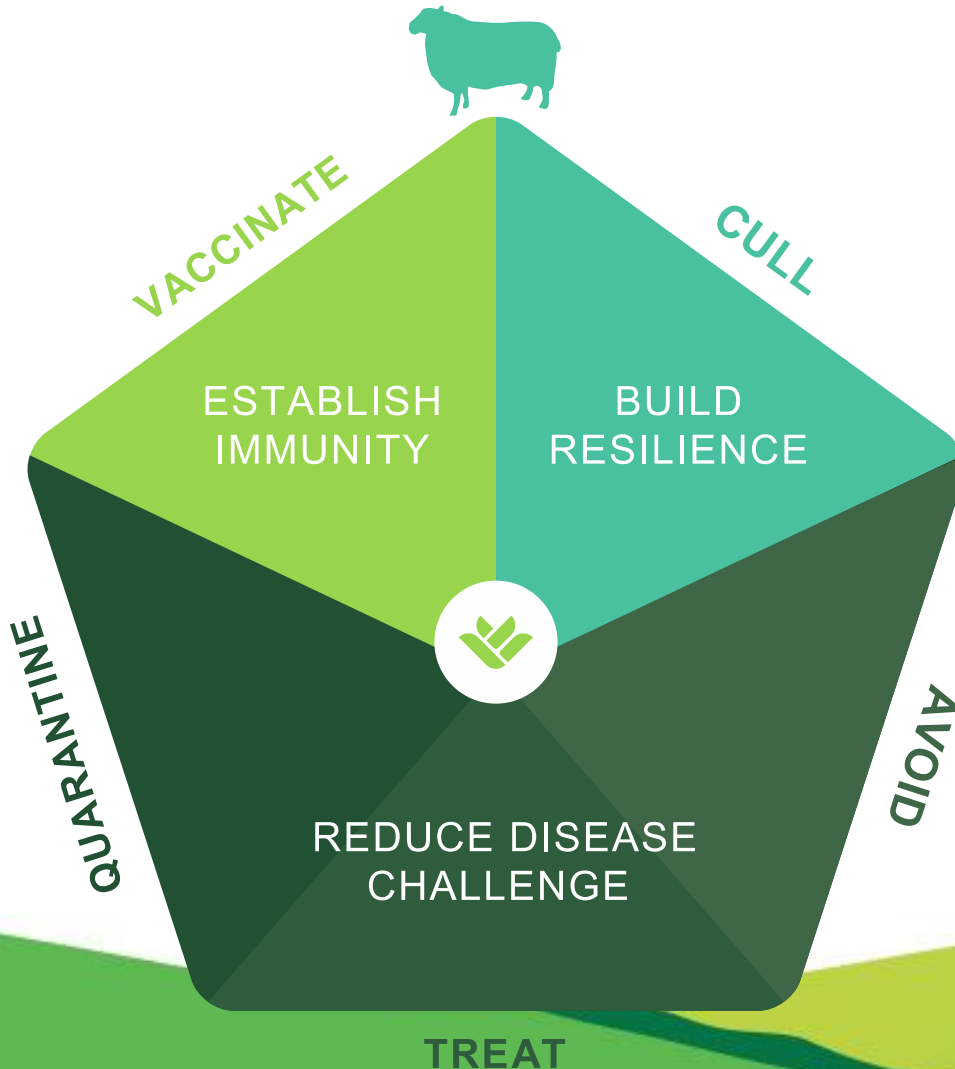 VACCINATE
CULL
ESTABLISH
IMMUNITY
BUILD
RESILIENCE
QUARANTINE
AVOID
REDUCE DISEASE
CHALLENGE
TREAT